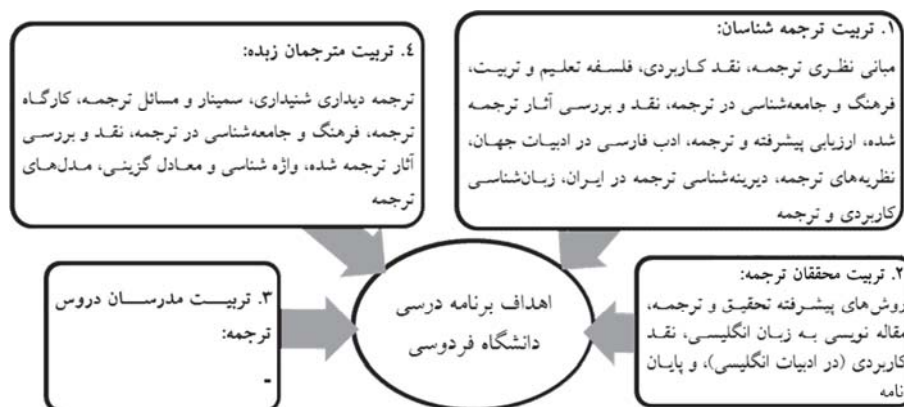 ۱. تربیت ترجمه شناسان:
مبانی نظری ترجمه، نقد کاربردی، فلسفه تعلیم و تربیت،
فرهنگ و جامعه‌شناسی در ترجمه، نقد و بررسی آثار ترجمه
شده، ارزیابی پیشرفته و ترجمه، ادب فارسی در ادبیات جهان،
نظریه‌های ترجمه، دیرینه‌شناسی ترجمه در ایران، زبان‌شناسی
کاربردی و ترجمه
٤. تربیت مترجمان زبده:
ترجمه دیداری شنیداری، سمینار و مسائل ترجمه، کارگاه
ترجمه، فرهنگ و جامعه‌شناسی در ترجمه، نقد و بررسی
آثار ترجمه شده، واژه شناسی و معادل گزینی، مدل‌های
ترجمه
اهداف برنامه درسی
دانشگاه فردوسی
۲. تربیت محققان ترجمه:
روش‌های پیشرفته تحقیق و ترجمه،
مقاله نویسی به زبان انگلیسی، نقد
کاربردی (در ادبیات انگلیسی)، و پایان
نامه
۳. تربیت مدرسان دروس
ترجمه:
-